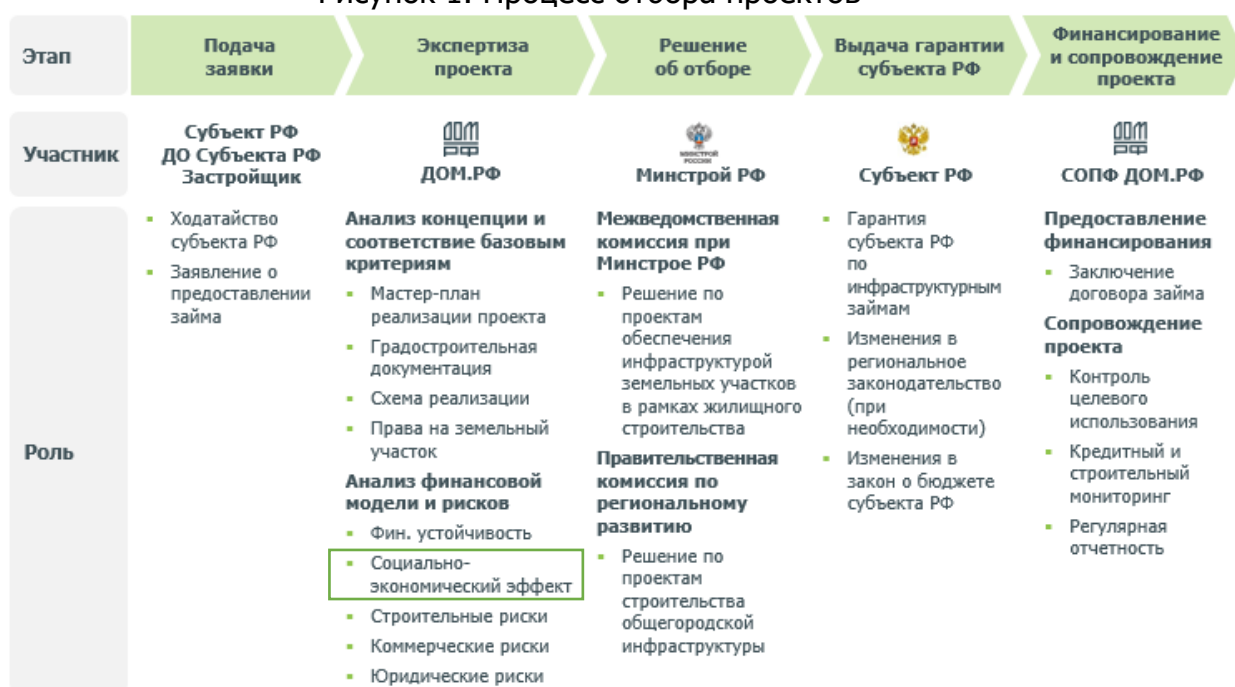 Рисунок 1. Процесс отбора проектов
Этап
Подача
заявки
Экспертиза
проекта
Решение
об отборе
Выдача гарантии
субъекта РФ
Финансирование
и сопровождение
проекта
Участник
Субъект РФ
ДО Субъекта РФ
Застройщик
ДОМ
РФ
ДОМ.РФ
МИНСТРОЙ
РОССИИ
Минстрой РФ
Субъект РФ
ДОМ
РФ
СОПФ ДОМ.РФ
Роль
▪ Ходатайство
субъекта РФ
▪ Заявление о
предоставлении
займа
Анализ концепции и
соответствие базовым
критериям
▪ Мастер-план
реализации проекта
▪ Градостроительная
документация
▪ Схема реализации
▪ Права на земельный
участок
Анализ финансовой
модели и рисков
▪ Фин. устойчивость
▪ Социально-
экономический эффект
▪ Строительные риски
▪ Коммерческие риски
▪ Юридические риски
Межведомственная
комиссия при
Минстрое РФ
▪ Решение по
проектам
обеспечения
инфраструктурой
земельных участков
в рамках жилищного
строительства
Правительственная
комиссия по
региональному
развитию
▪ Решение по
проектам
строительства
общегородской
инфраструктуры
▪ Гарантия
субъекта РФ
по
инфраструктурным
займам
▪ Изменения в
региональное
законодательство
(при
необходимости)
▪ Изменения в
закон о бюджете
субъекта РФ
Предоставление
финансирования
▪ Заключение
договора займа
Сопровождение
проекта
▪ Контроль
целевого
использования
▪ Кредитный и
строительный
мониторинг
▪ Регулярная
отчетность